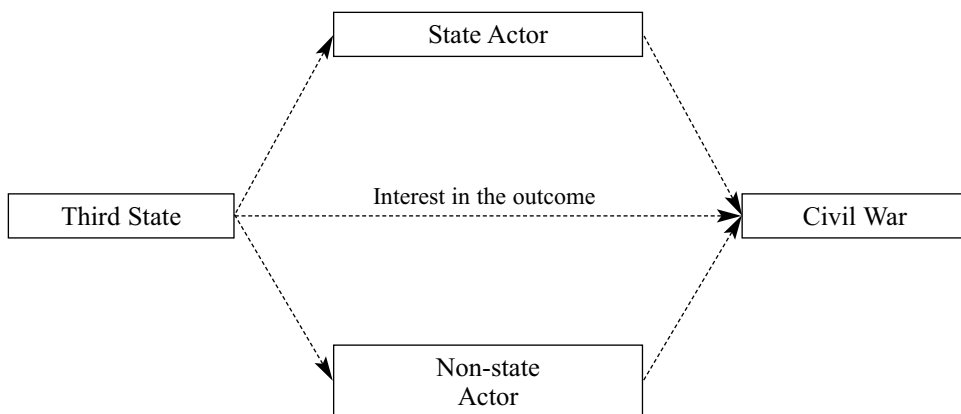 State Actor
Interest in the outcome
Third State
Civil War
Non-state
Actor